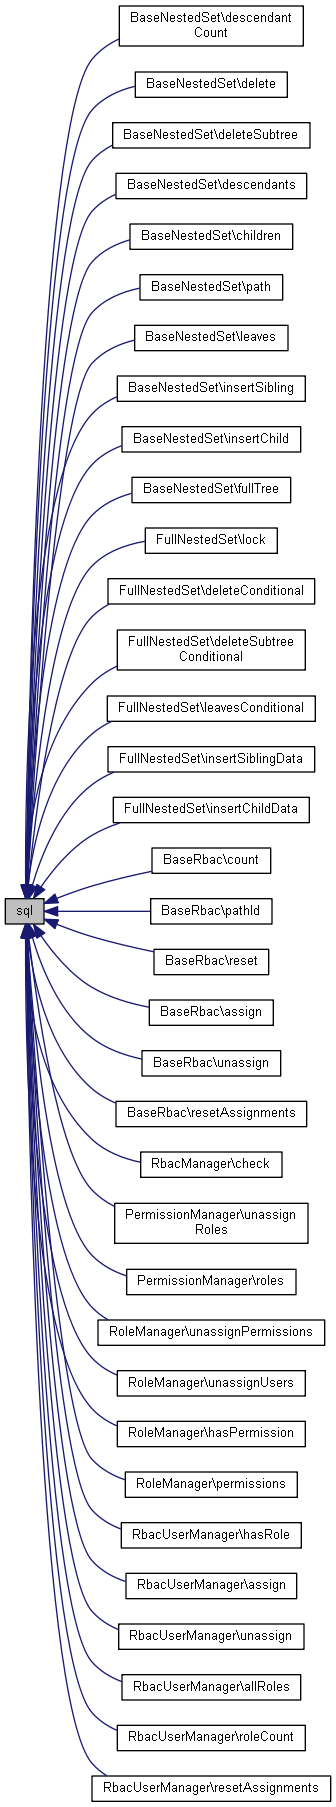 BaseNestedSet\descendant
Count
BaseNestedSet\delete
BaseNestedSet\deleteSubtree
BaseNestedSet\descendants
BaseNestedSet\children
BaseNestedSet\path
BaseNestedSet\leaves
BaseNestedSet\insertSibling
BaseNestedSet\insertChild
BaseNestedSet\fullTree
FullNestedSet\lock
FullNestedSet\deleteConditional
FullNestedSet\deleteSubtree
Conditional
FullNestedSet\leavesConditional
FullNestedSet\insertSiblingData
FullNestedSet\insertChildData
BaseRbac\count
sql
BaseRbac\pathId
BaseRbac\reset
BaseRbac\assign
BaseRbac\unassign
BaseRbac\resetAssignments
RbacManager\check
PermissionManager\unassign
Roles
PermissionManager\roles
RoleManager\unassignPermissions
RoleManager\unassignUsers
RoleManager\hasPermission
RoleManager\permissions
RbacUserManager\hasRole
RbacUserManager\assign
RbacUserManager\unassign
RbacUserManager\allRoles
RbacUserManager\roleCount
RbacUserManager\resetAssignments